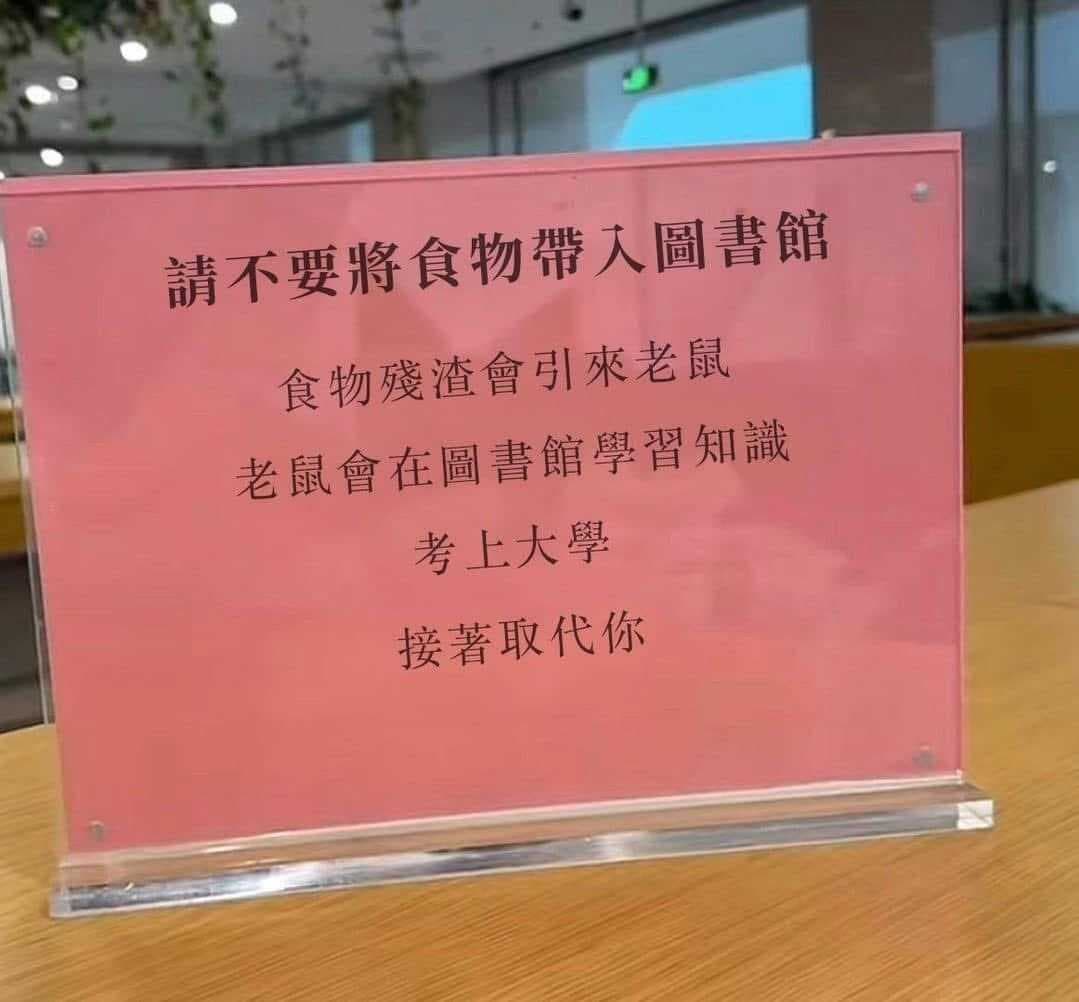 請不要將食物帶入圖書館
食物殘渣會引來老鼠
老鼠會在圖書館學習知識
考上大學
接著取代你